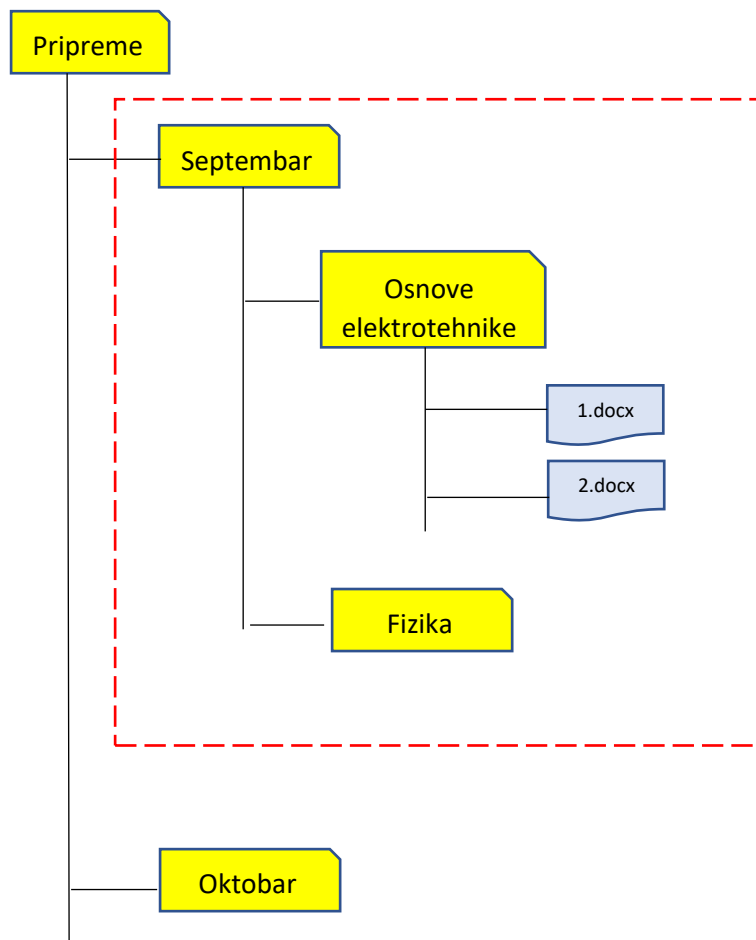 Pripreme
Septembar
Osnove
elektrotehnike
1.docx
2.docx
Fizika
Oktobar